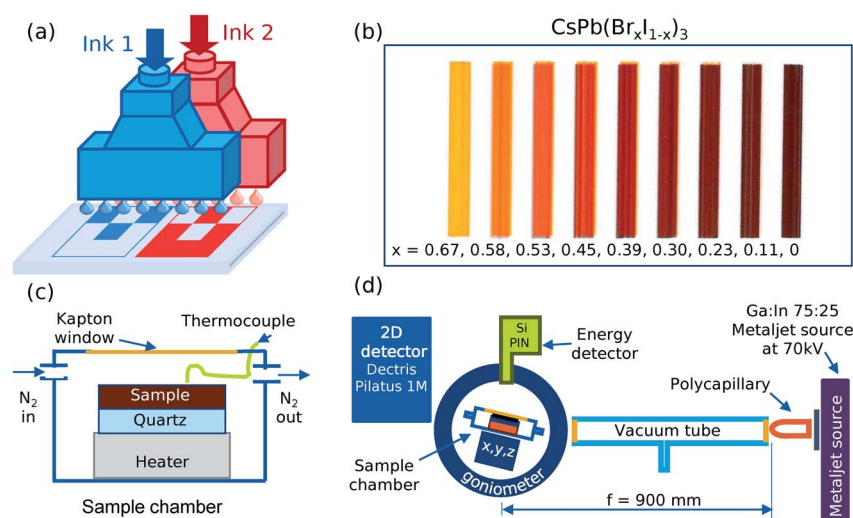 (a)
Ink 1
Ink 2
(b)
CsPb(BrₓI₁₋ₓ)₃
x = 0.67, 0.58, 0.53, 0.45, 0.39, 0.30, 0.23, 0.11, 0
(c)
Kapton
window
Thermocouple
N₂
in
Sample
Quartz
Heater
N₂
out
Sample chamber
(d)
2D
detector
Dectris
Pilatus 1M
Si
PIN
Energy
detector
Ga:In 75:25
Metaljet source
at 70kV
Polycapillary
Vacuum tube
x,y,z
Sample
chamber
goniometer
f = 900 mm
Metaljet source